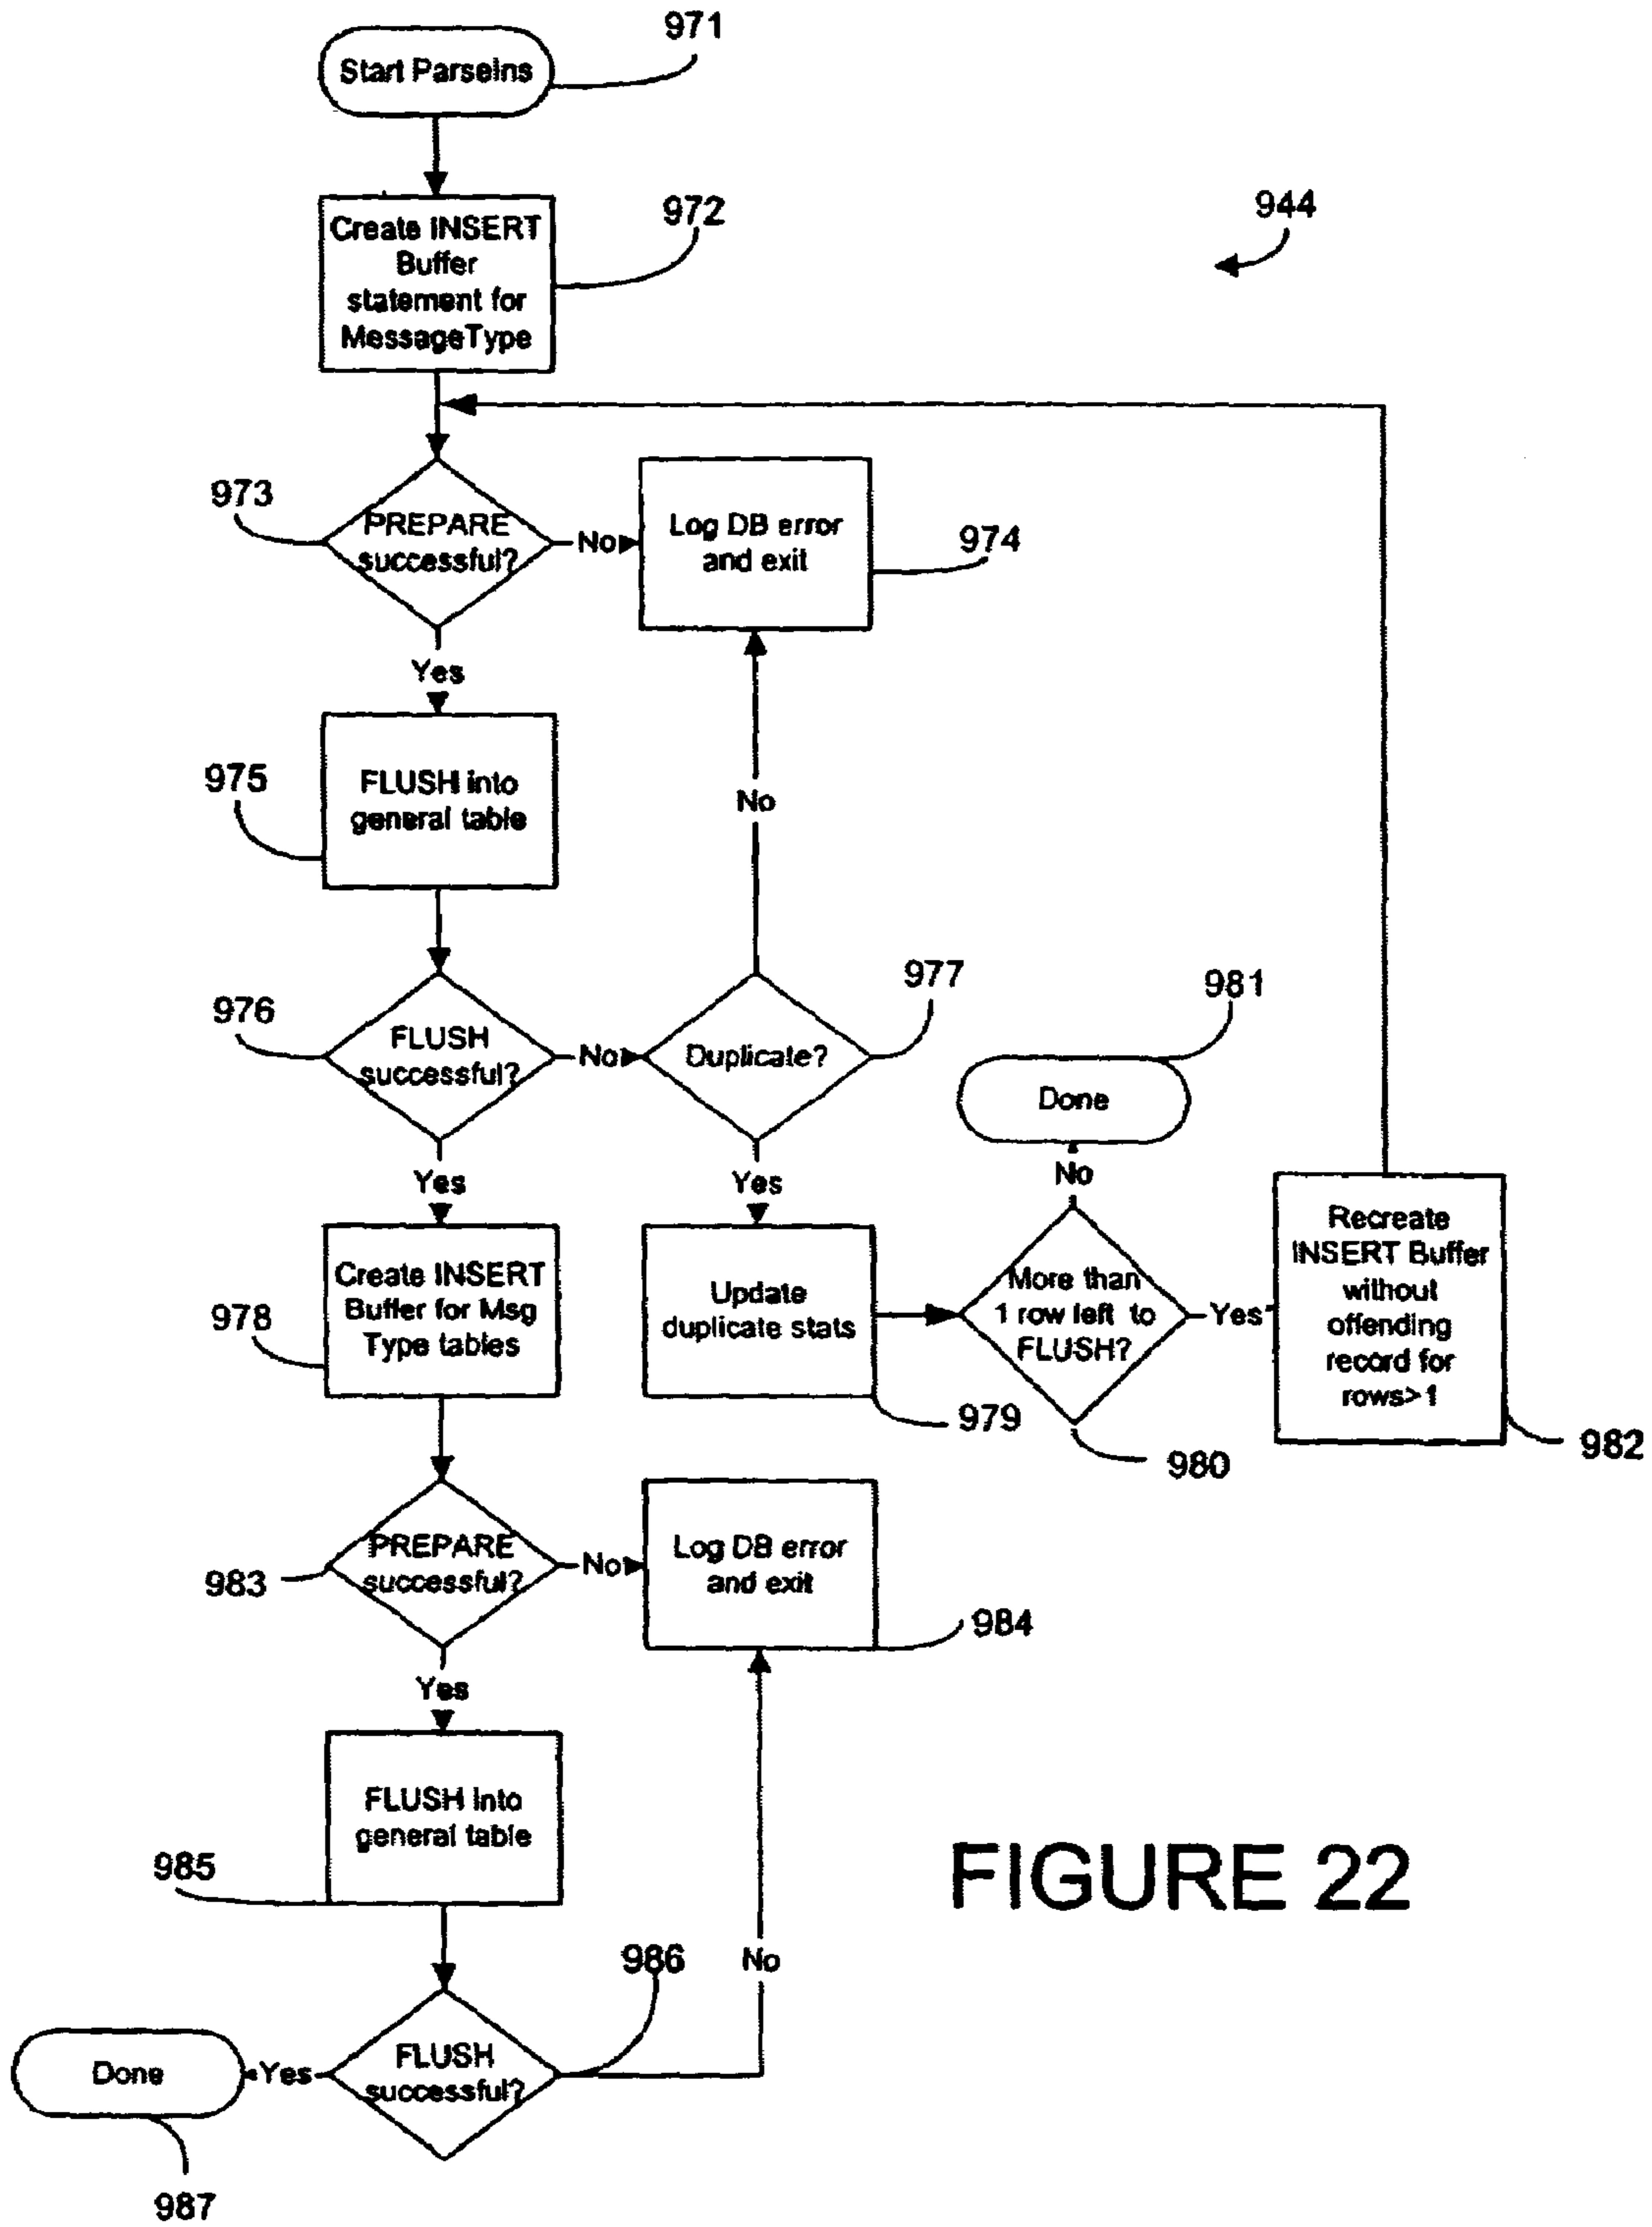 971
Start ParseIns
972
Create INSERT
Buffer
statement for
MessageType
944
973
PREPARE
successful?
No
Log DB error
and exit
974
Yes
975
FLUSH into
general table
No
976
FLUSH
successful?
No
Duplicate?
977
981
Done
No
Yes
Yes
978
Create INSERT
Buffer for Msg
Type tables
Update
duplicate stats
979
More than
1 row left to
FLUSH?
980
Yes
Recreate
INSERT Buffer
without
offending
record for
rows>1
982
983
PREPARE
successful?
No
Log DB error
and exit
984
Yes
985
FLUSH into
general table
FIGURE 22
986
No
FLUSH
successful?
Yes
Done
987